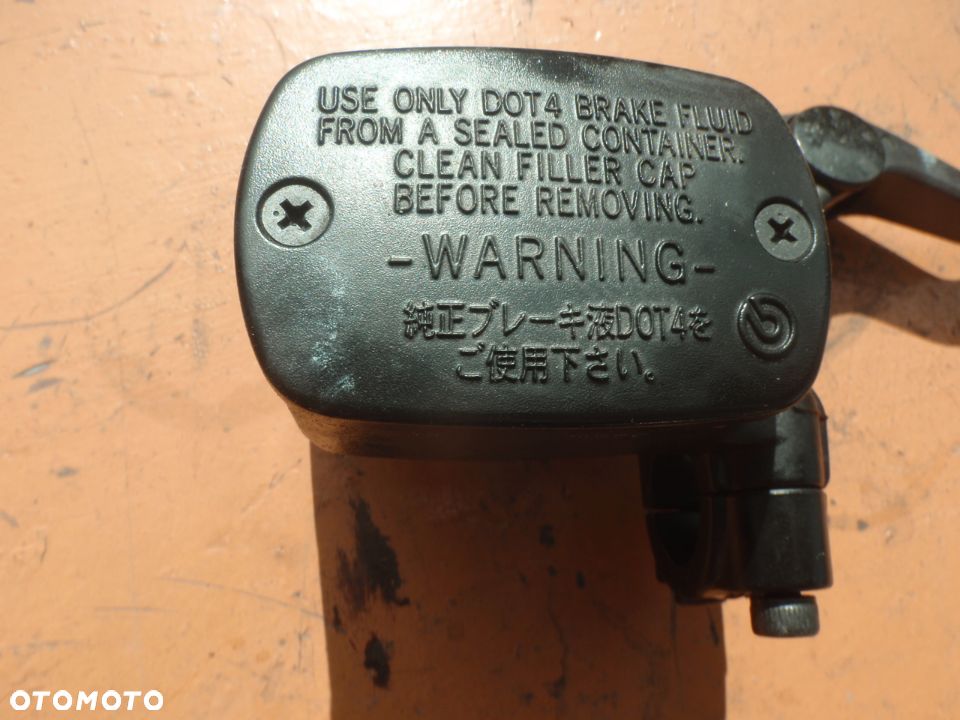 USE ONLY DOT4 BRAKE FLUID
FROM A SEALED CONTAINER.
CLEAN FILLER CAP
BEFORE REMOVING.
-WARNING-
純正ブレーキ液DOT4を
ご使用下さい。
OTOMOTO